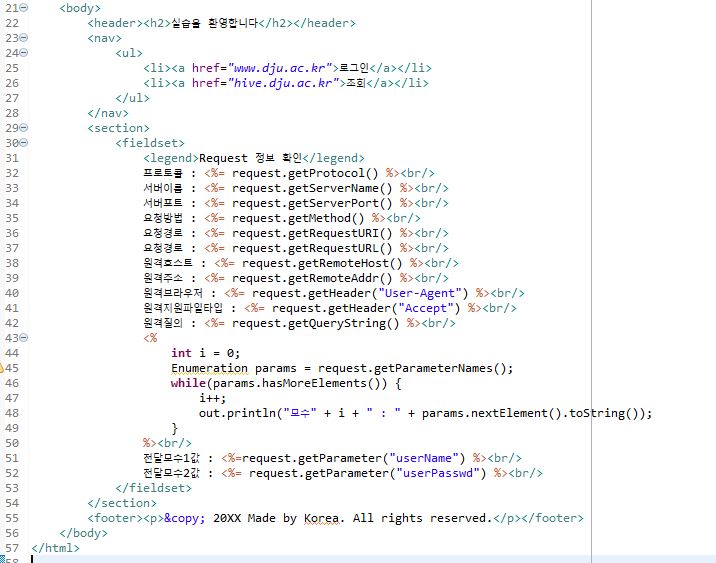 21 <body>
22 <header><h2>실습을 환영합니다</h2></header>
23 <nav>
24 <ul>
25 <li><a href="www.dju.ac.kr">로그인</a></li>
26 <li><a href="hive.dju.ac.kr">조회</a></li>
27 </ul>
28 </nav>
29 <section>
30 <fieldset>
31 <legend>Request 정보 확인</legend>
32 프로토콜 : <%= request.getProtocol() %><br/>
33 서버이름 : <%= request.getServerName() %><br/>
34 서버포트 : <%= request.getServerPort() %><br/>
35 요청방법 : <%= request.getMethod() %><br/>
36 요청경로 : <%= request.getRequestURI() %><br/>
37 요청경로 : <%= request.getRequestURL() %><br/>
38 원격호스트 : <%= request.getRemoteHost() %><br/>
39 원격주소 : <%= request.getRemoteAddr() %><br/>
40 원격브라우저 : <%= request.getHeader("User-Agent") %><br/>
41 원격지원파일타입 : <%= request.getHeader("Accept") %><br/>
42 원격질의 : <%= request.getQueryString() %><br/>
43 <%
44 int i = 0;
45 Enumeration params = request.getParameterNames();
46 while(params.hasMoreElements()) {
47 i++;
48 out.println("모수" + i + " : " + params.nextElement().toString());
49 }
50 %><br/>
51 전달모수1값 : <%=request.getParameter("userName") %><br/>
52 전달모수2값 : <%= request.getParameter("userPasswd") %><br/>
53 </fieldset>
54 </section>
55 <footer><p>&copy; 20XX Made by Korea. All rights reserved.</p></footer>
56 </body>
57 </html>
58